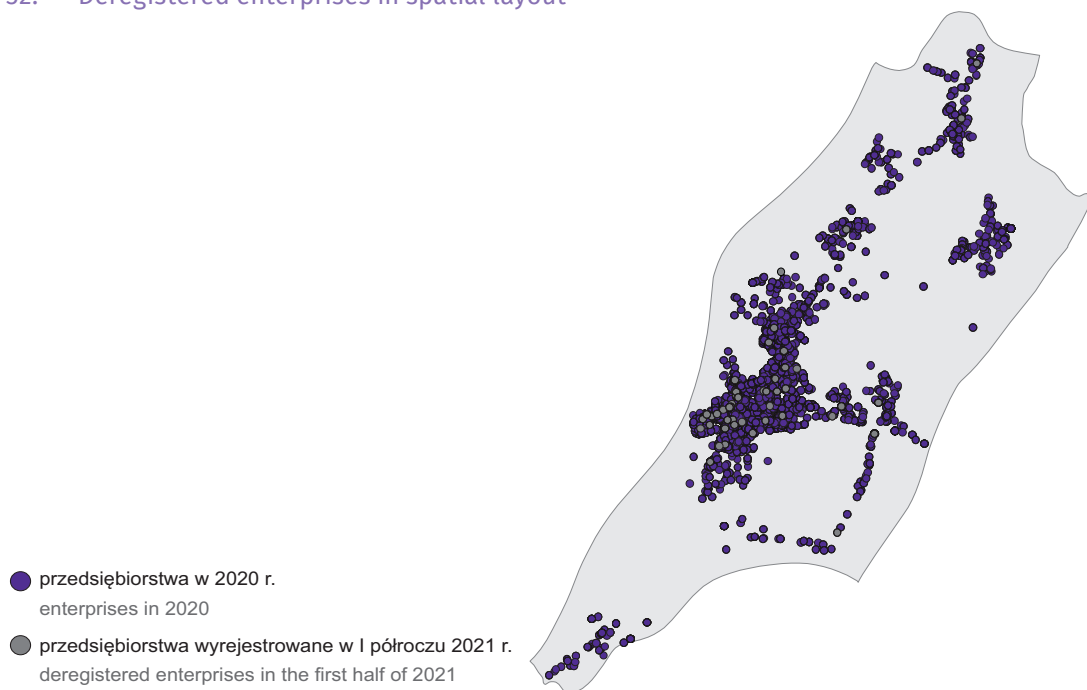 32. Deregistered enterprises in spatial layout
przedsiębiorstwa w 2020 r.
enterprises in 2020
przedsiębiorstwa wyrejestrowane w I półroczu 2021 r.
deregistered enterprises in the first half of 2021